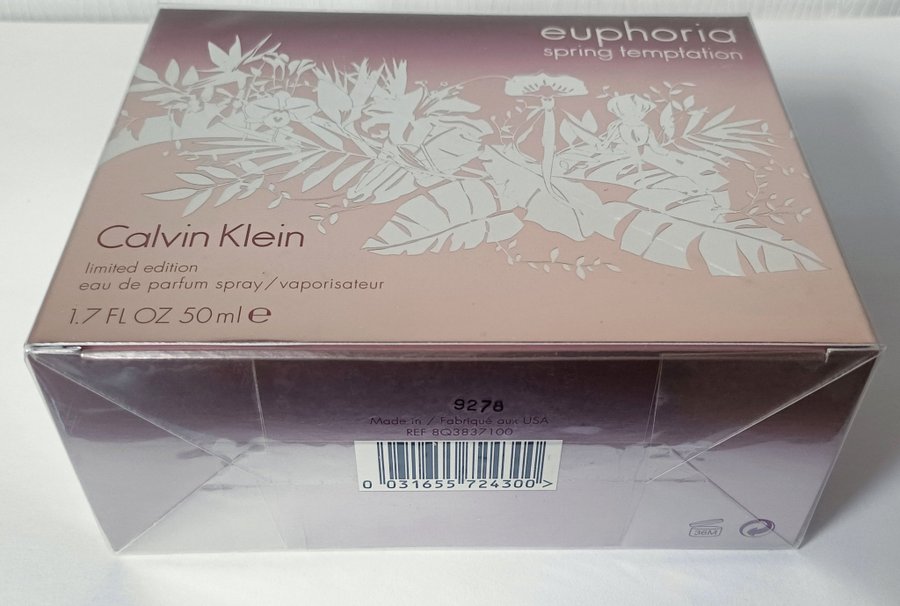 euphoria
spring temptation
Calvin Klein
limited edition
eau de parfum spray/vaporisateur
1.7 FL OZ 50 ml ℮
9278
Made in / Fabriqué aux USA
REF 8Q3837100
0 031655 724300 >
36M